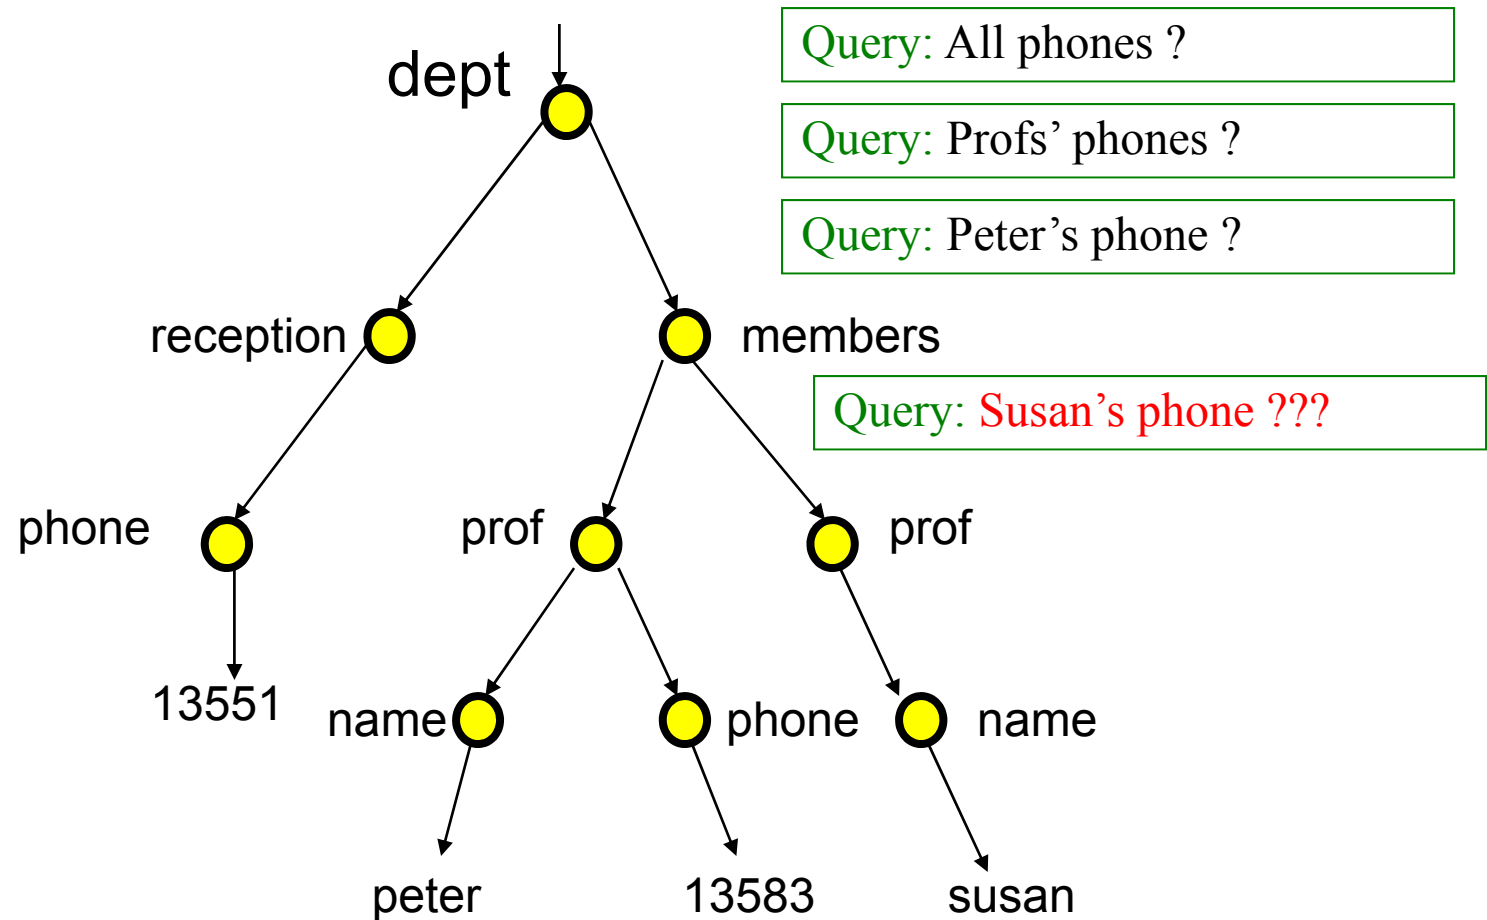 dept
Query: All phones ?
Query: Profs’ phones ?
Query: Peter’s phone ?
reception
members
Query: Susan’s phone ???
phone
prof
prof
13551
name
phone
name
peter
13583
susan